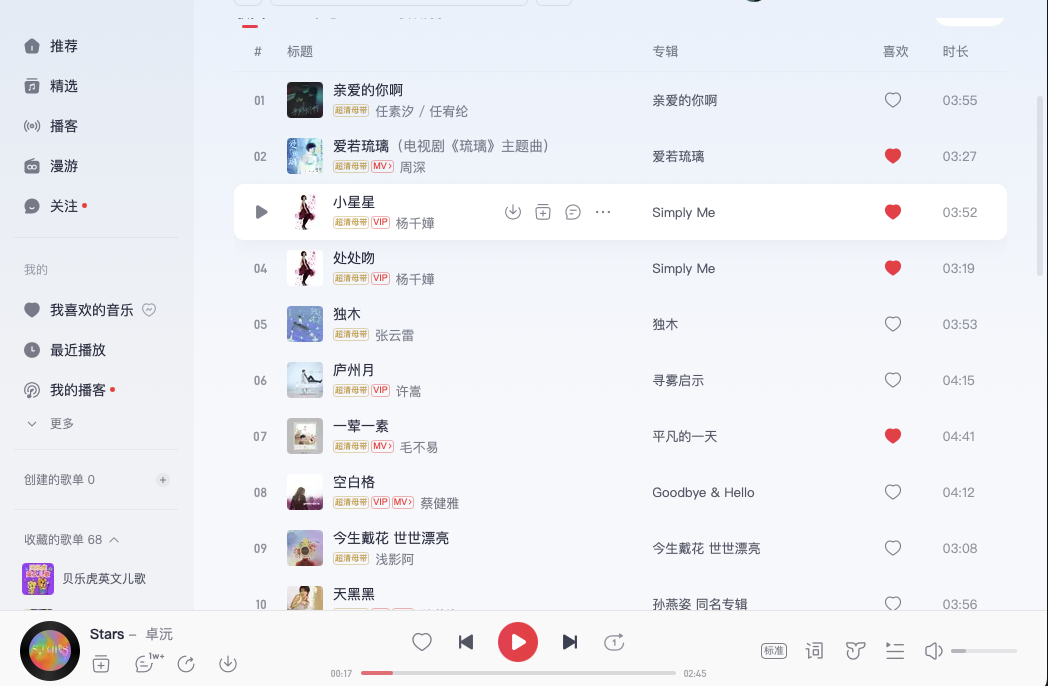 推荐
精选
播客
漫游
关注
我的
我喜欢的音乐
最近播放
我的播客
更多
创建的歌单 0
收藏的歌单 68
贝乐虎英文儿歌
# 标题 专辑 喜欢 时长
01 亲爱的你啊 亲爱的你啊 03:55
超清母带 任素汐 / 任宥纶
02 爱若琉璃（电视剧《琉璃》主题曲） 爱若琉璃 03:27
超清母带 MV 周深
小星星 Simply Me 03:52
超清母带 VIP 杨千嬅
04 处处吻 Simply Me 03:19
超清母带 VIP 杨千嬅
05 独木 独木 03:53
超清母带 张云雷
06 庐州月 寻雾启示 04:15
超清母带 VIP 许嵩
07 一荤一素 平凡的一天 04:41
超清母带 MV 毛不易
08 空白格 Goodbye & Hello 04:12
超清母带 VIP MV 蔡健雅
09 今生戴花 世世漂亮 今生戴花 世世漂亮 03:08
超清母带 浅影阿
10 天黑黑 孙燕姿 同名专辑 03:56
Stars – 卓沅
1w+
1
00:17 02:45
标准 词